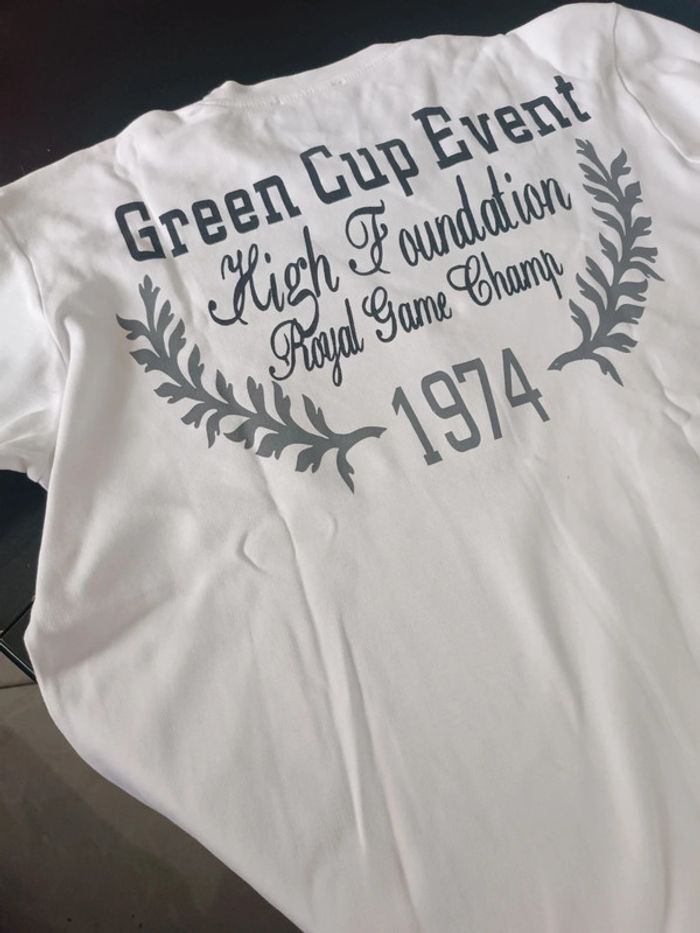 Green Cup Event
High Foundation
Royal Game Champ
1974